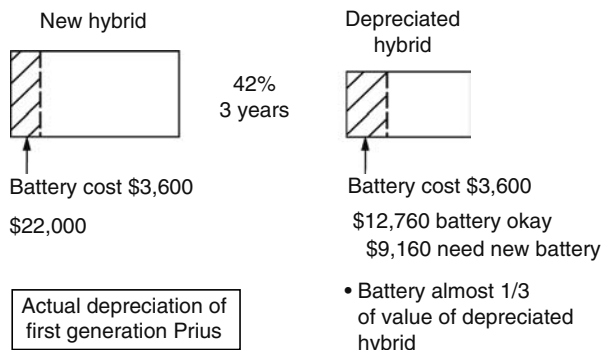 New hybrid
42%
3 years
Battery cost $3,600
$22,000
Actual depreciation of
first generation Prius
Depreciated
hybrid
Battery cost $3,600
$12,760 battery okay
$9,160 need new battery
• Battery almost 1/3
of value of depreciated
hybrid